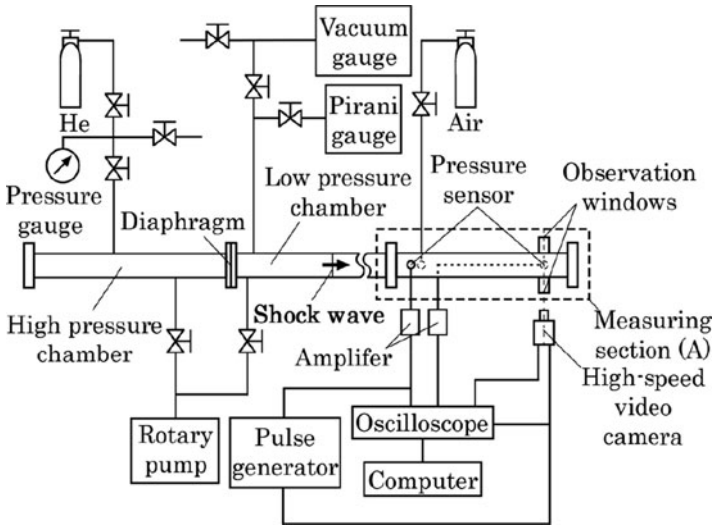 He
Pressure
gauge
Vacuum
gauge
Pirani
gauge
Air
Diaphragm
Low pressure
chamber
Pressure
sensor
Observation
windows
High pressure
chamber
Shock wave
Amplifer
Measuring
section (A)
High-speed
video
camera
Rotary
pump
Pulse
generator
Oscilloscope
Computer